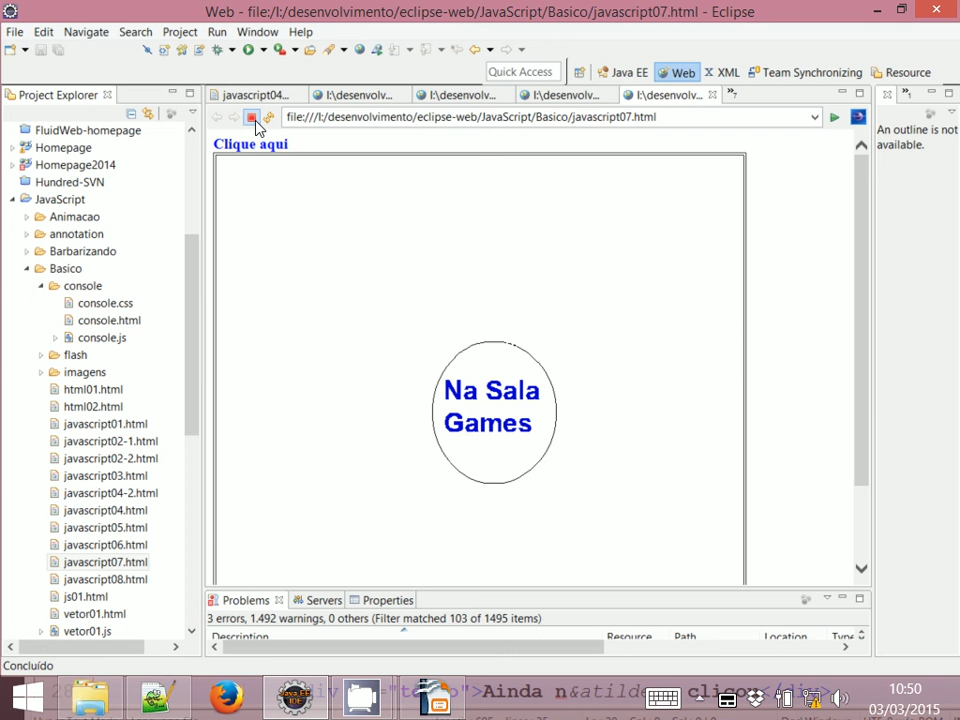 Web - file:/I:/desenvolvimento/eclipse-web/JavaScript/Basico/javascript07.html - Eclipse
File Edit Navigate Search Project Run Window Help
Quick Access Java EE Web XML Team Synchronizing Resource
Project Explorer javascript04... I:\desenvolv... I:\desenvolv... I:\desenvolv... I:\desenvolv... »7 »1
file:///I:/desenvolvimento/eclipse-web/JavaScript/Basico/javascript07.html
An outline is not
available.
Clique aqui
FluidWeb-homepage
Homepage
Homepage2014
Hundred-SVN
JavaScript
Animacao
annotation
Barbarizando
Basico
console
console.css
console.html
console.js
flash
imagens
html01.html
html02.html
javascript01.html
javascript02-1.html
javascript02-2.html
javascript03.html
javascript04-2.html
javascript04.html
javascript05.html
javascript06.html
javascript07.html
javascript08.html
js01.html
vetor01.html
vetor01.js
Na Sala
Games
Problems Servers Properties
3 errors, 1.492 warnings, 0 others (Filter matched 103 of 1495 items)
Description Resource Path Location Type
Concluído
Java EE
IDE
10:50
03/03/2015